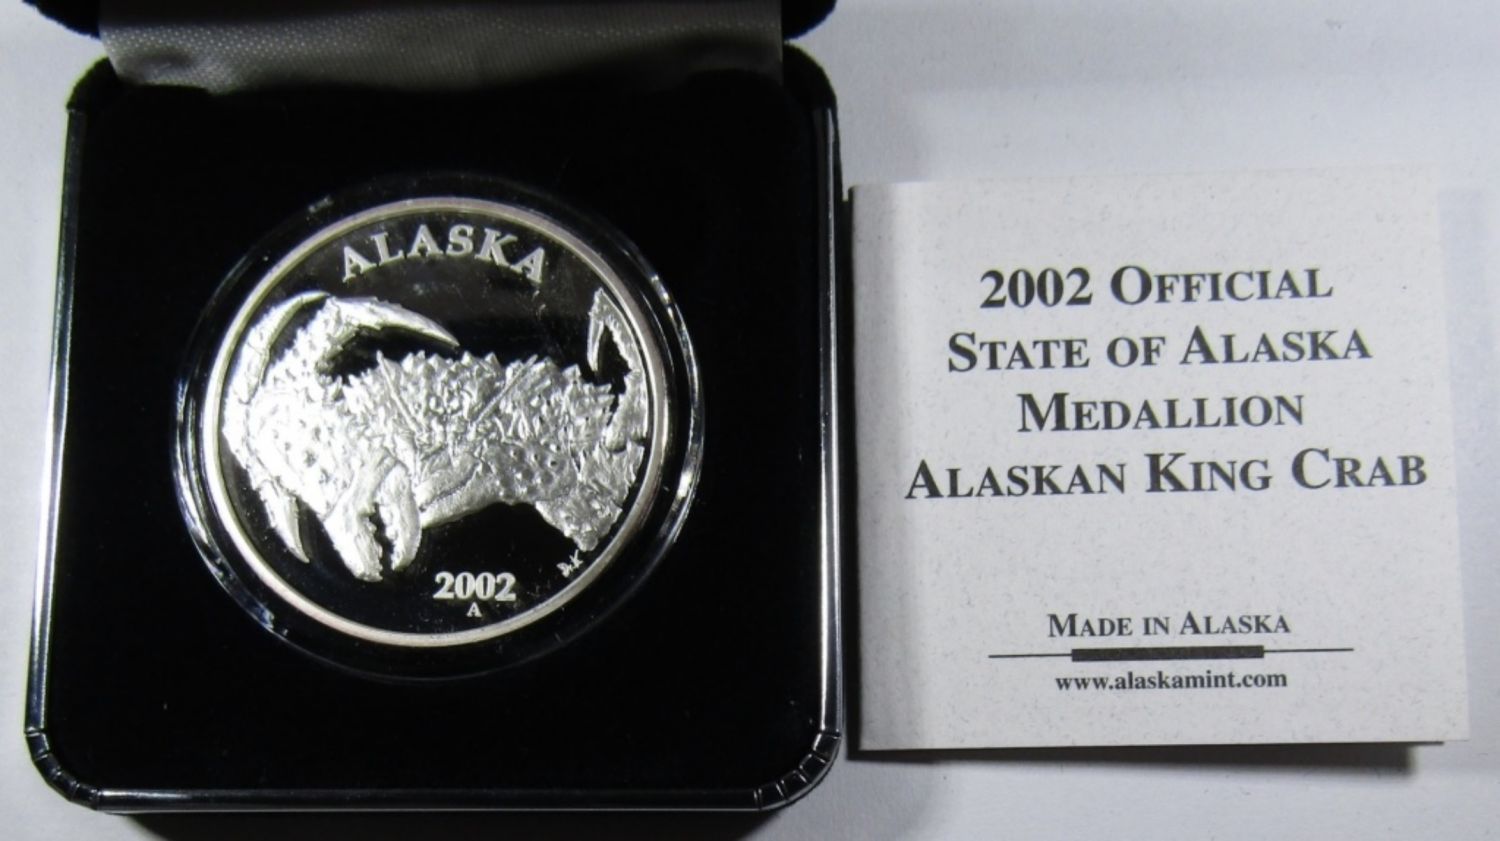 ALASKA
2002
A
2002 OFFICIAL
STATE OF ALASKA
MEDALLION
ALASKAN KING CRAB
MADE IN ALASKA
www.alaskamint.com